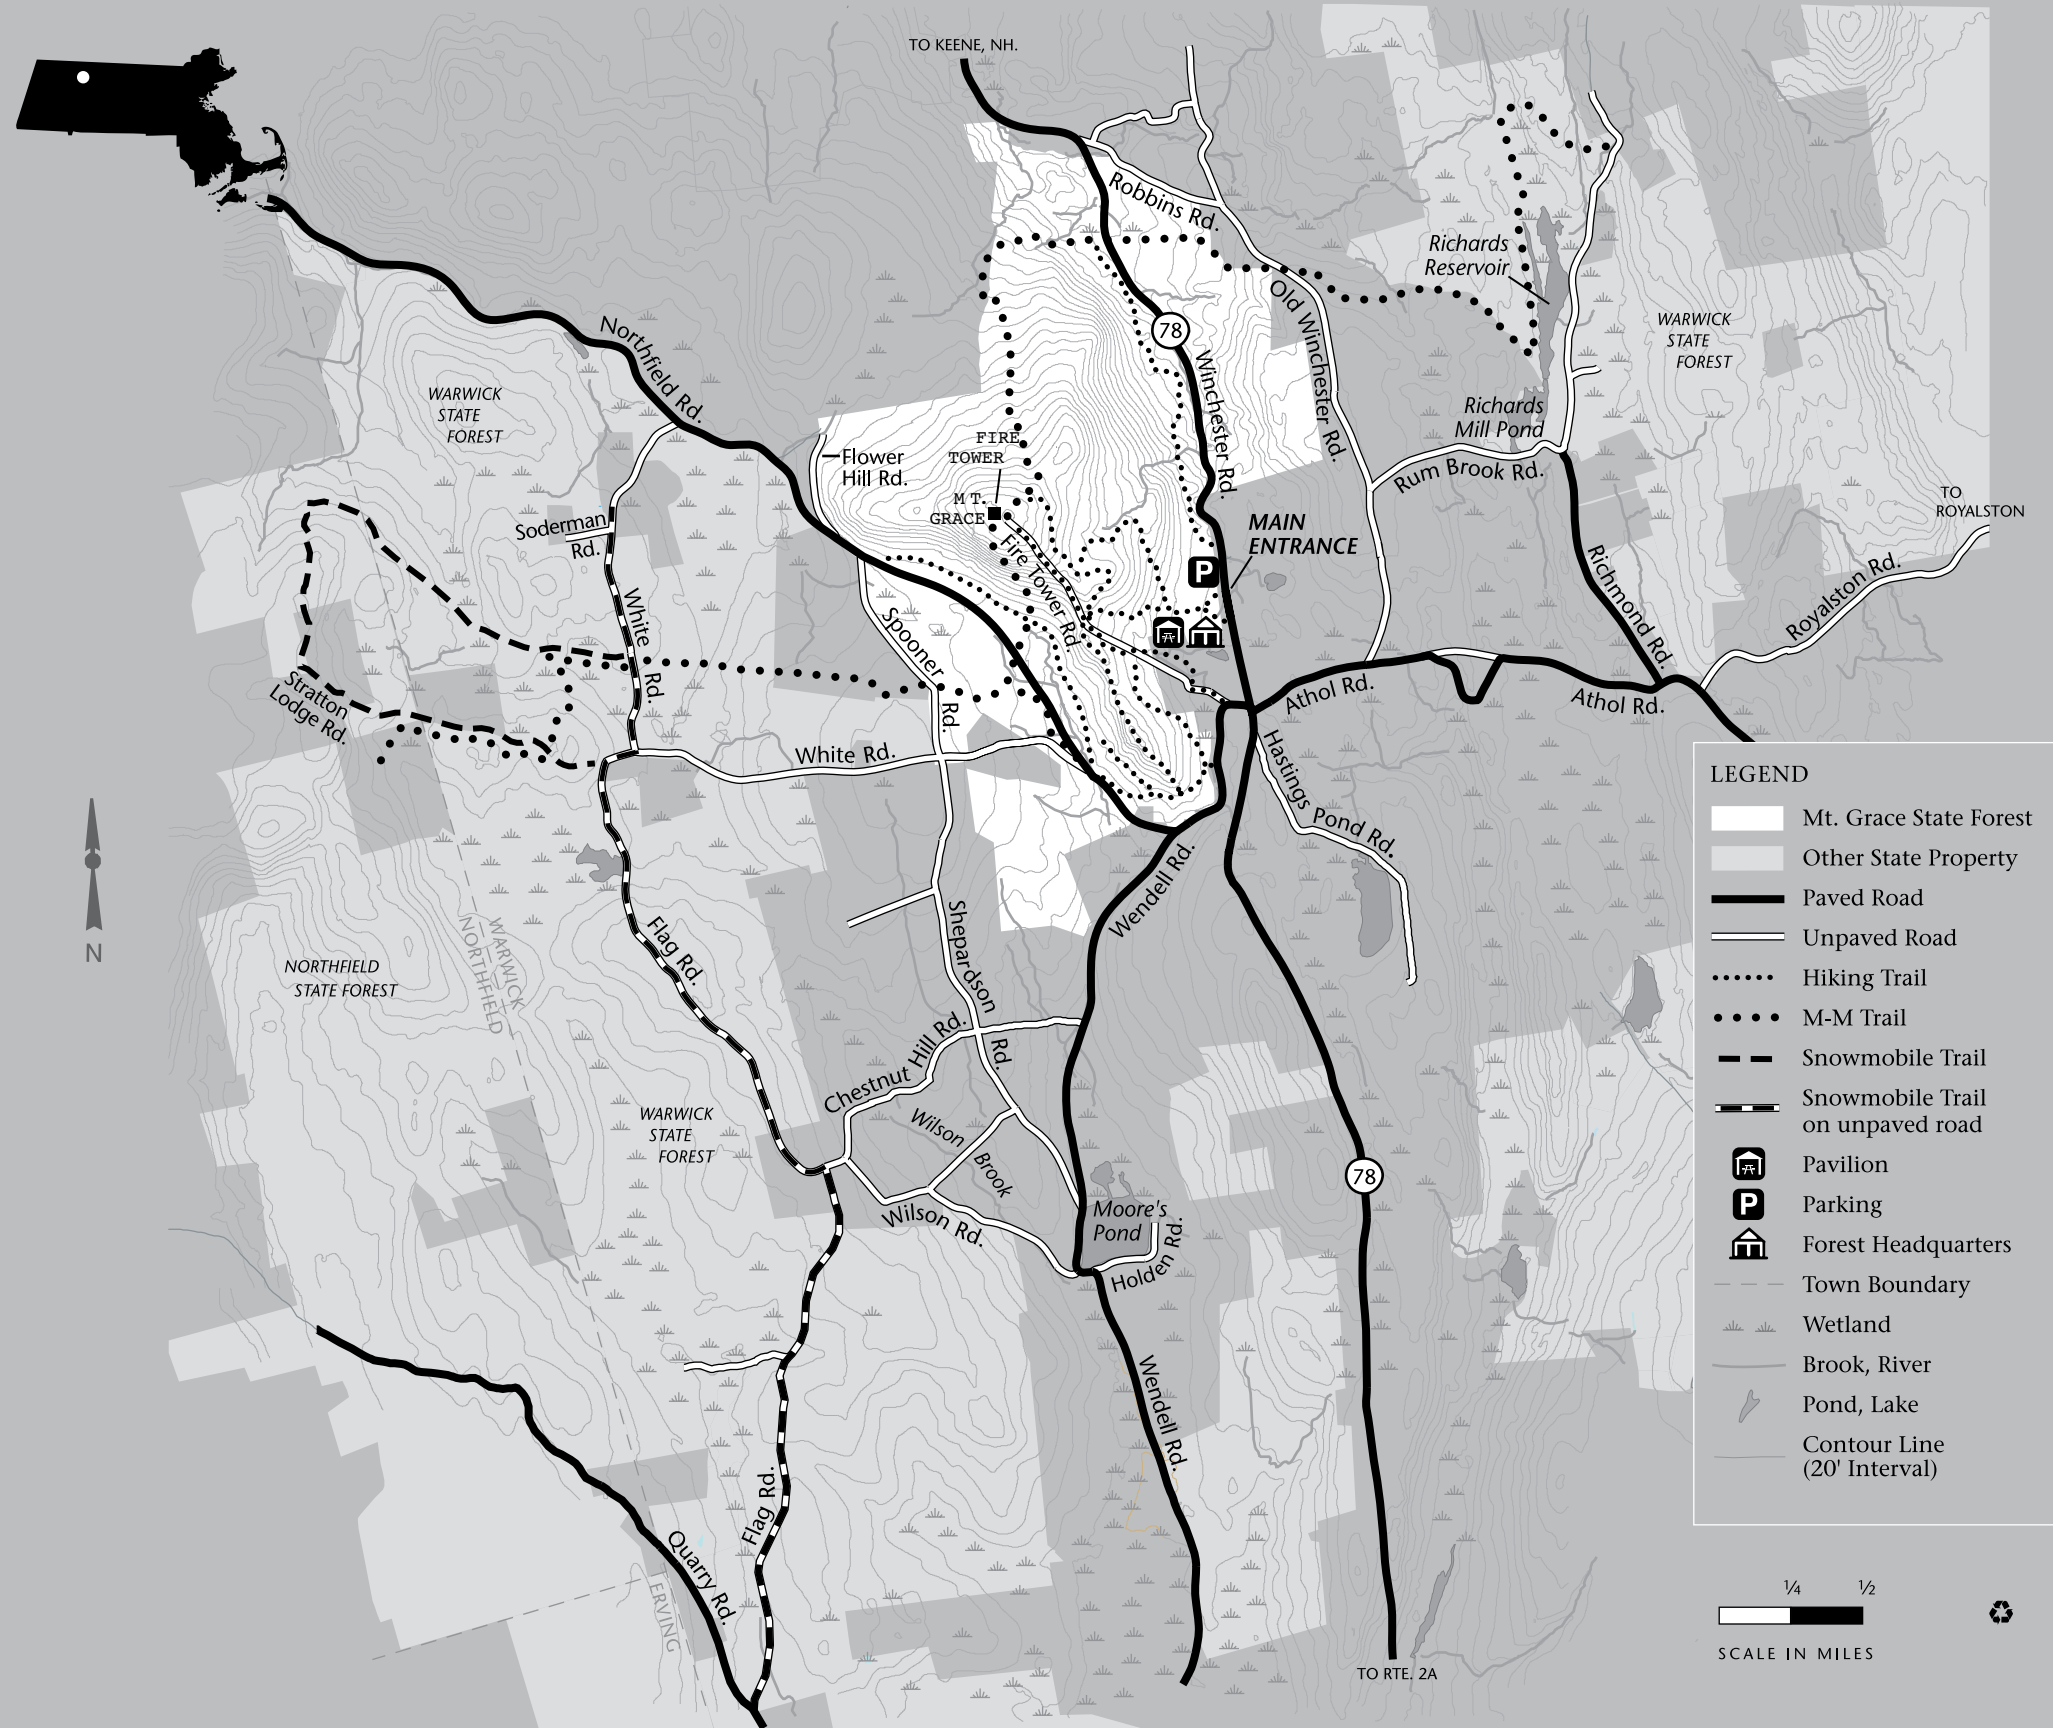 TO KEENE, NH.
Robbins Rd.
Richards
Reservoir
Old Winchester Rd.
78
WARWICK
STATE
FOREST
Northfield Rd.
Winchester Rd.
WARWICK
STATE
FOREST
Richards
Mill Pond
FIRE
TOWER
Flower
Hill Rd.
Rum Brook Rd.
MT.
GRACE
TO
ROYALSTON
Soderman
Rd.
MAIN
ENTRANCE
Fire Tower Rd.
P
Richmond Rd.
Royalston Rd.
White Rd.
Spooner Rd.
Stratton
Lodge Rd.
Athol Rd.
Athol Rd.
White Rd.
Hastings Pond Rd.
Wendell Rd.
Flag Rd.
Shepardson Rd.
WARWICK
NORTHFIELD
NORTHFIELD
STATE FOREST
N
Chestnut Hill Rd.
WARWICK
STATE
FOREST
Wilson
Brook
78
Wilson Rd.
Moore's
Pond
Holden Rd.
Wendell Rd.
Flag Rd.
Quarry Rd.
ERVING
TO RTE. 2A
LEGEND
Mt. Grace State Forest
Other State Property
Paved Road
Unpaved Road
Hiking Trail
M-M Trail
Snowmobile Trail
Snowmobile Trail
on unpaved road
Pavilion
P Parking
Forest Headquarters
Town Boundary
Wetland
Brook, River
Pond, Lake
Contour Line
(20' Interval)
¼ ½
SCALE IN MILES